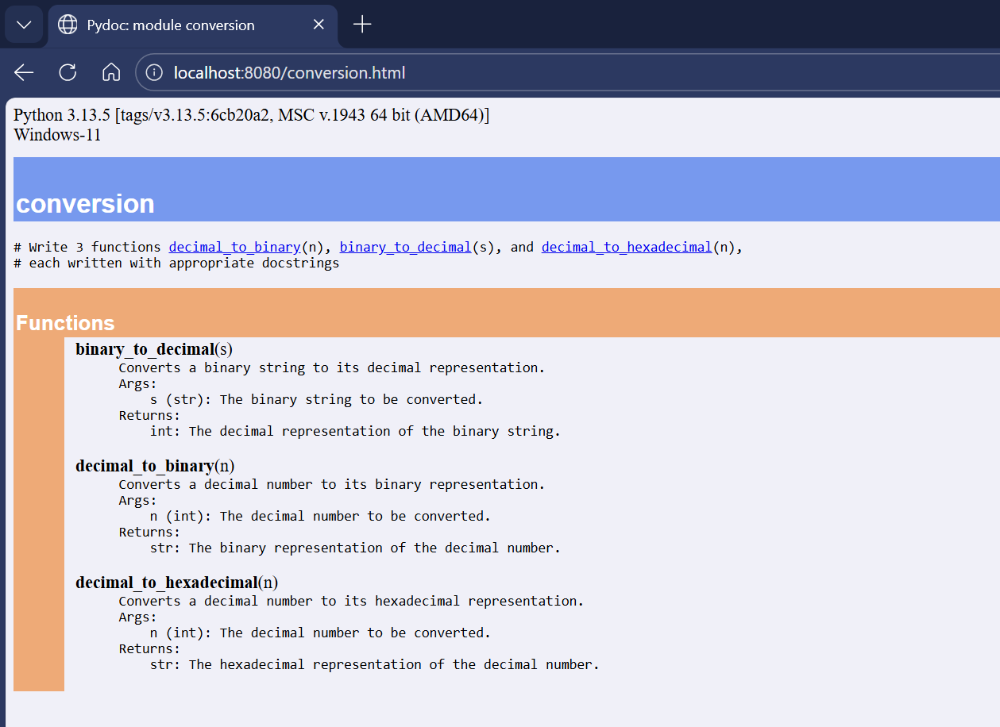 Pydoc: module conversion
localhost:8080/conversion.html
Python 3.13.5 [tags/v3.13.5:6cb20a2, MSC v.1943 64 bit (AMD64)]
Windows-11
conversion
# Write 3 functions decimal_to_binary(n), binary_to_decimal(s), and decimal_to_hexadecimal(n),
# each written with appropriate docstrings
Functions
binary_to_decimal(s)
Converts a binary string to its decimal representation.
Args:
s (str): The binary string to be converted.
Returns:
int: The decimal representation of the binary string.
decimal_to_binary(n)
Converts a decimal number to its binary representation.
Args:
n (int): The decimal number to be converted.
Returns:
str: The binary representation of the decimal number.
decimal_to_hexadecimal(n)
Converts a decimal number to its hexadecimal representation.
Args:
n (int): The decimal number to be converted.
Returns:
str: The hexadecimal representation of the decimal number.